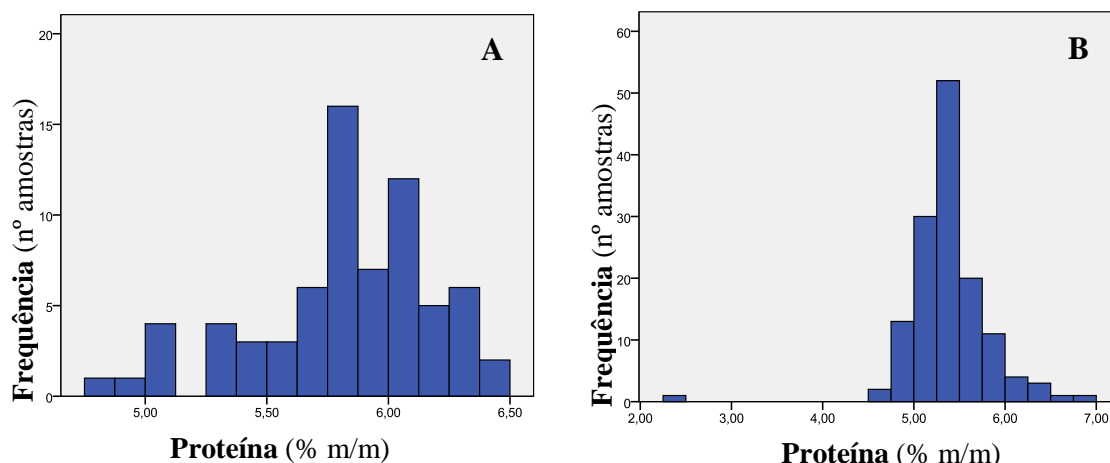 A
Frequência (nº amostras)
20
15
10
5
0
5,00 5,50 6,00 6,50
Proteína (% m/m)
B
Frequência (nº amostras)
60
50
40
30
20
10
0
2,00 3,00 4,00 5,00 6,00 7,00
Proteína (% m/m)